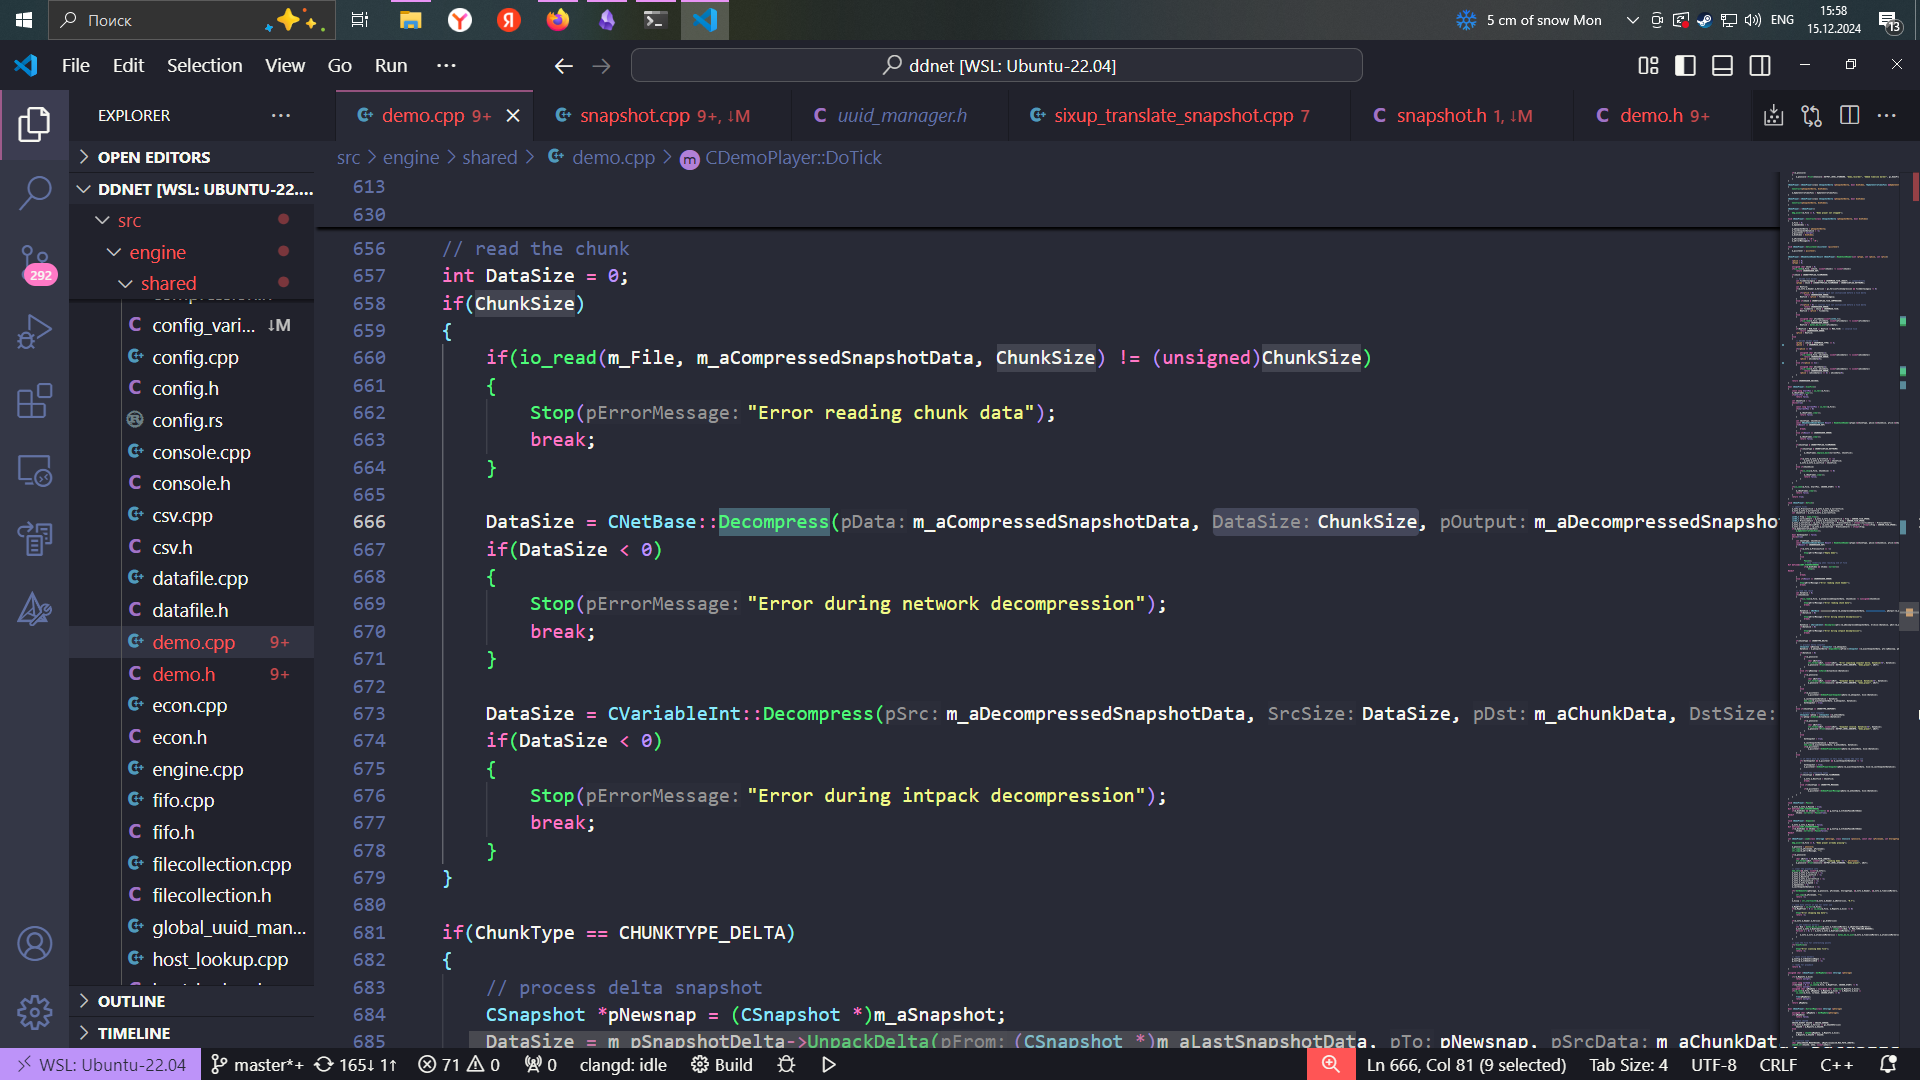 Поиск
5 cm of snow Mon
ENG
15:58
15.12.2024
13
File Edit Selection View Go Run ···
ddnet [WSL: Ubuntu-22.04]
EXPLORER
OPEN EDITORS
DDNET [WSL: UBUNTU-22....
src
engine
shared
C config_vari... ↓M
config.cpp
C config.h
config.rs
console.cpp
C console.h
csv.cpp
C csv.h
datafile.cpp
C datafile.h
demo.cpp 9+
C demo.h 9+
econ.cpp
C econ.h
engine.cpp
fifo.cpp
C fifo.h
filecollection.cpp
C filecollection.h
global_uuid_man...
host_lookup.cpp
OUTLINE
TIMELINE
292
demo.cpp 9+
snapshot.cpp 9+, ↓M
C uuid_manager.h
sixup_translate_snapshot.cpp 7
C snapshot.h 1, ↓M
C demo.h 9+
src > engine > shared > demo.cpp > CDemoPlayer::DoTick
613
630
656 // read the chunk
657 int DataSize = 0;
658 if(ChunkSize)
659 {
660 if(io_read(m_File, m_aCompressedSnapshotData, ChunkSize) != (unsigned)ChunkSize)
661 {
662 Stop(pErrorMessage: "Error reading chunk data");
663 break;
664 }
665
666 DataSize = CNetBase::Decompress(pData: m_aCompressedSnapshotData, DataSize: ChunkSize, pOutput: m_aDecompressedSnapsho
667 if(DataSize < 0)
668 {
669 Stop(pErrorMessage: "Error during network decompression");
670 break;
671 }
672
673 DataSize = CVariableInt::Decompress(pSrc: m_aDecompressedSnapshotData, SrcSize: DataSize, pDst: m_aChunkData, DstSize:
674 if(DataSize < 0)
675 {
676 Stop(pErrorMessage: "Error during intpack decompression");
677 break;
678 }
679 }
680
681 if(ChunkType == CHUNKTYPE_DELTA)
682 {
683 // process delta snapshot
684 CSnapshot *pNewsnap = (CSnapshot *)m_aSnapshot;
685 DataSize = m_pSnapshotDelta->UnpackDelta(pFrom: (CSnapshot *)m_aLastSnapshotData, pTo: pNewsnap, pSrcData: m_aChunkDat
WSL: Ubuntu-22.04 master*+ 165↓ 1↑ 71 0 0 clangd: idle Build Ln 666, Col 81 (9 selected) Tab Size: 4 UTF-8 CRLF C++